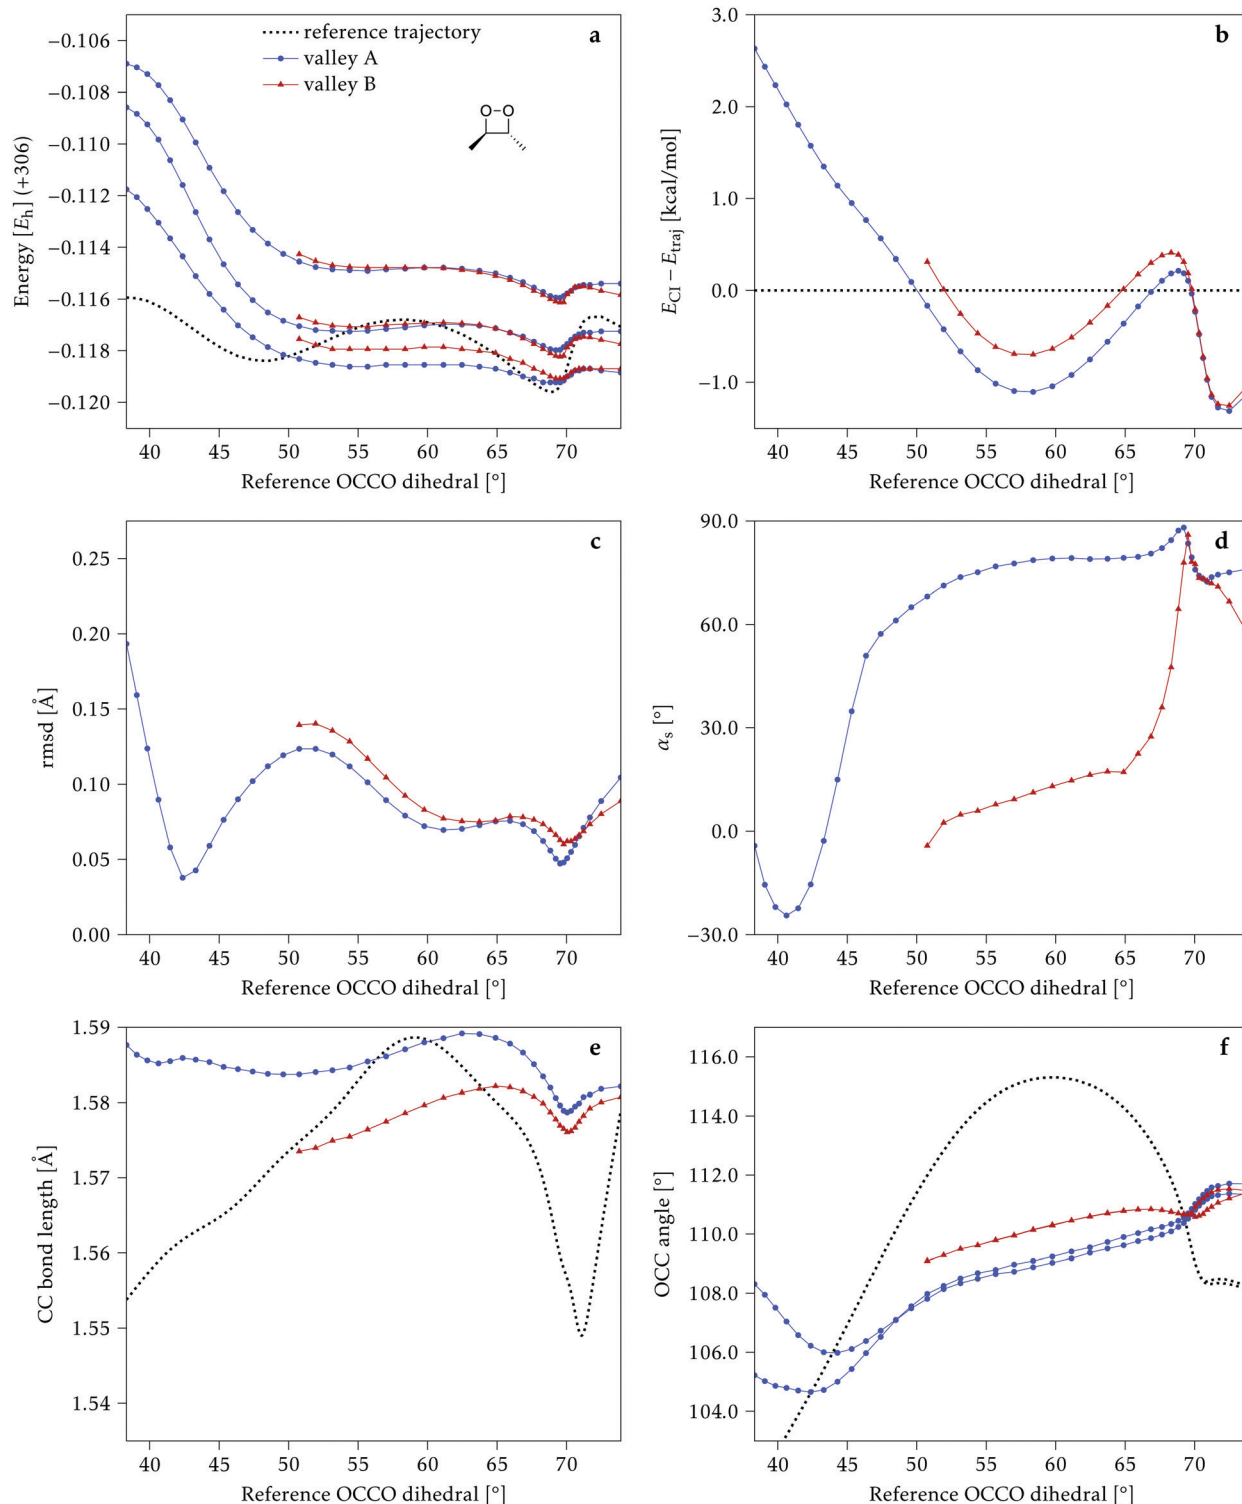 a
reference trajectory
valley A
valley B
O–O
Energy [Eh] (+306)
−0.106
−0.108
−0.110
−0.112
−0.114
−0.116
−0.118
−0.120
40 45 50 55 60 65 70
Reference OCCO dihedral [°]
b
ECI − Etraj [kcal/mol]
3.0
2.0
1.0
0.0
−1.0
40 45 50 55 60 65 70
Reference OCCO dihedral [°]
c
rmsd [Å]
0.25
0.20
0.15
0.10
0.05
0.00
40 45 50 55 60 65 70
Reference OCCO dihedral [°]
d
αs [°]
90.0
60.0
30.0
0.0
−30.0
40 45 50 55 60 65 70
Reference OCCO dihedral [°]
e
CC bond length [Å]
1.59
1.58
1.57
1.56
1.55
1.54
40 45 50 55 60 65 70
Reference OCCO dihedral [°]
f
OCC angle [°]
116.0
114.0
112.0
110.0
108.0
106.0
104.0
40 45 50 55 60 65 70
Reference OCCO dihedral [°]